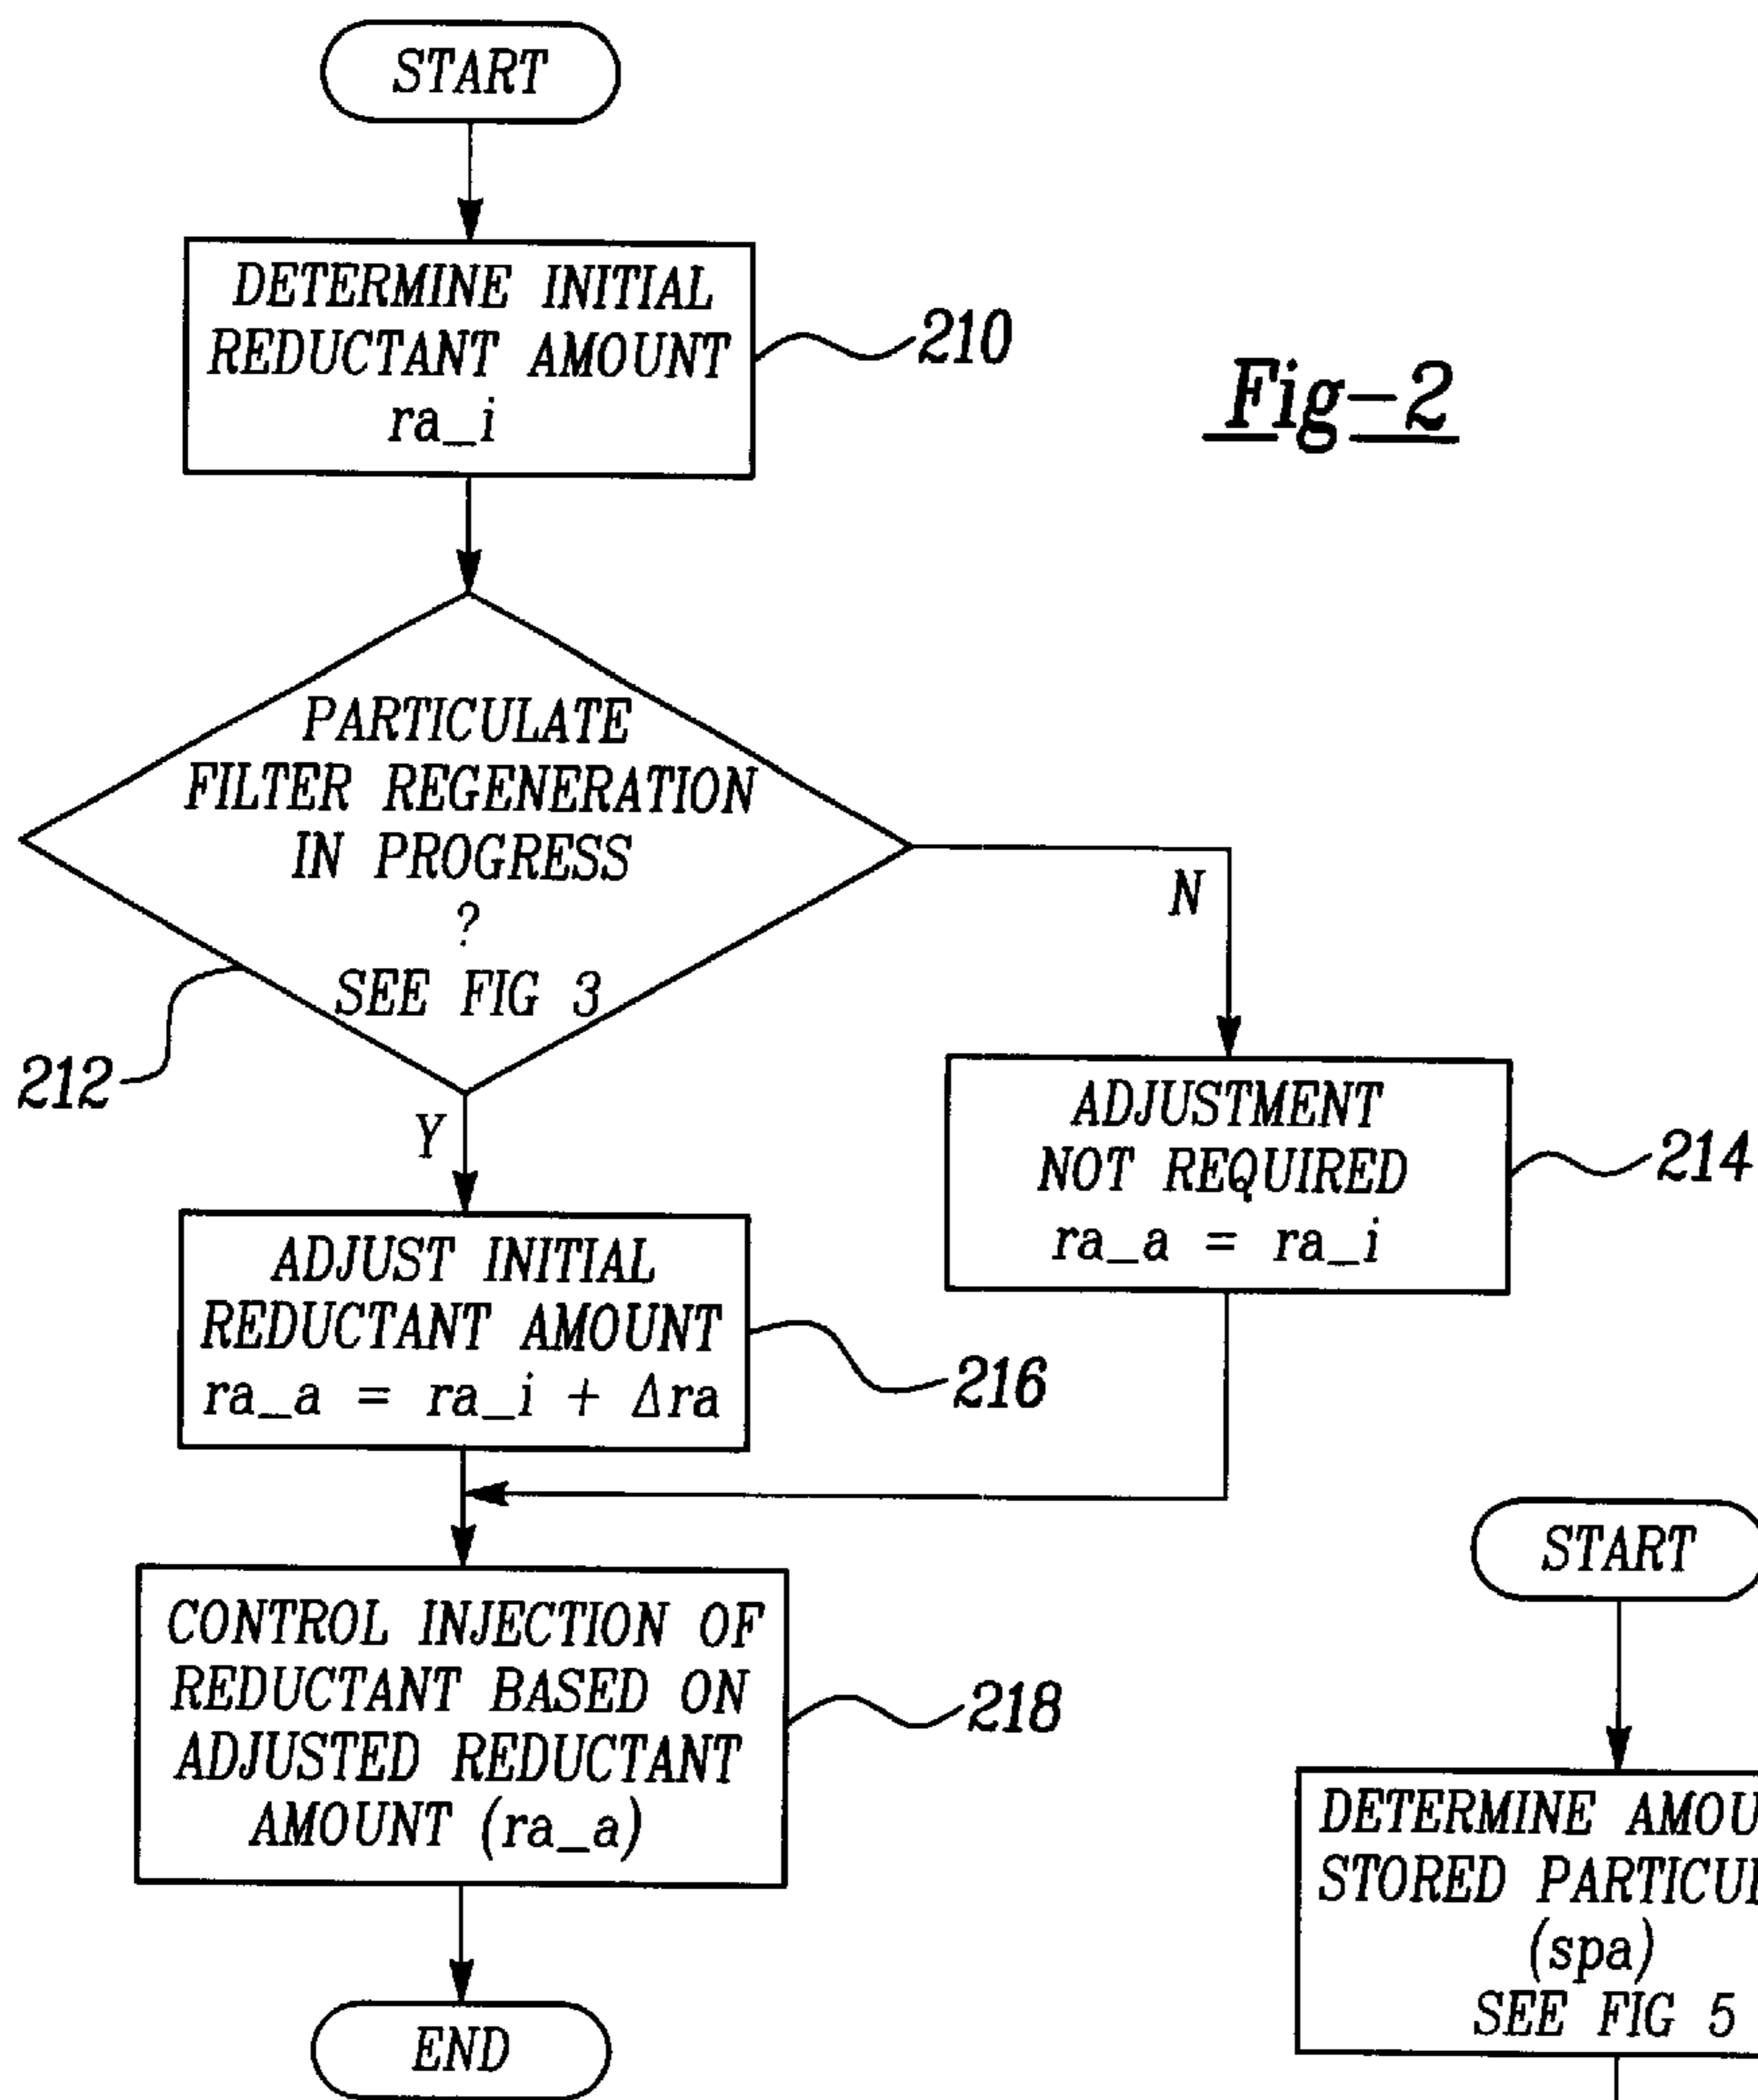 START
DETERMINE INITIAL
REDUCTANT AMOUNT
ra_i
210
Fig-2
PARTICULATE
FILTER REGENERATION
IN PROGRESS
?
SEE FIG 3
212
N
Y
ADJUSTMENT
NOT REQUIRED
ra_a = ra_i
214
ADJUST INITIAL
REDUCTANT AMOUNT
ra_a = ra_i + Δra
216
CONTROL INJECTION OF
REDUCTANT BASED ON
ADJUSTED REDUCTANT
AMOUNT (ra_a)
218
END
START
DETERMINE
STORED
(spa)
SEE FIG 5